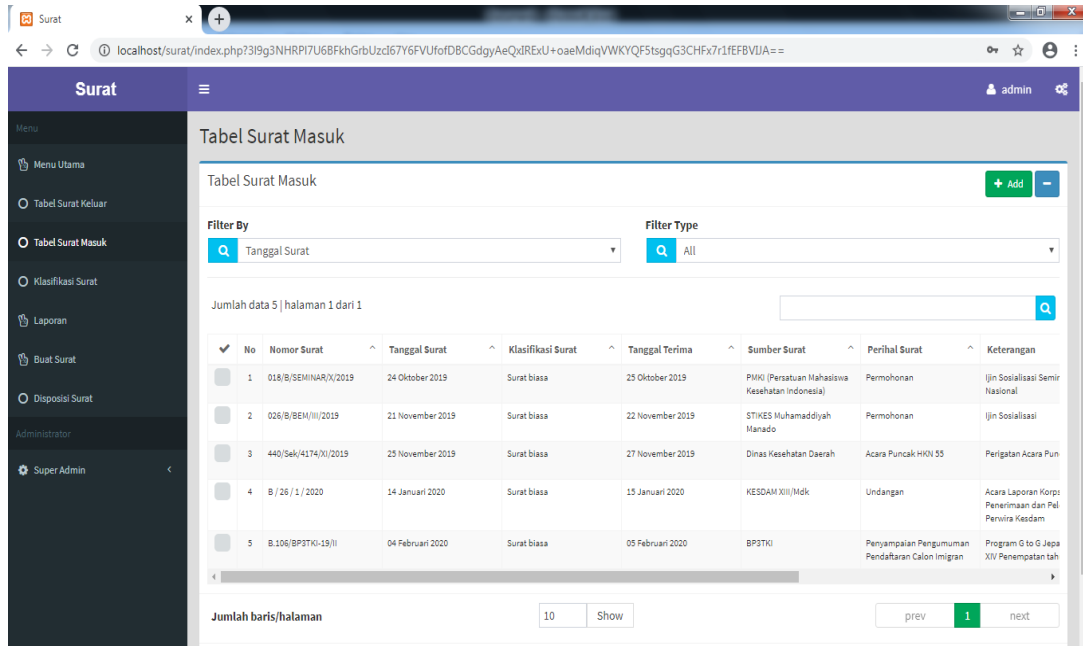 Surat
localhost/surat/index.php?3I9g3NHRPI7U6BFkhGrbUzcI67Y6FVUfofDBCGdgyAeQxIRExU+oaeMdiqVWKYQF5tsgqG3CHFx7r1fEFBVIJA==
Surat
admin
Menu
Menu Utama
Tabel Surat Keluar
Tabel Surat Masuk
Klasifikasi Surat
Laporan
Buat Surat
Disposisi Surat
Administrator
Super Admin
Tabel Surat Masuk
Tabel Surat Masuk
+ Add
Filter By
Filter Type
Tanggal Surat
All
Jumlah data 5 | halaman 1 dari 1
No Nomor Surat Tanggal Surat Klasifikasi Surat Tanggal Terima Sumber Surat Perihal Surat Keterangan
1 018/B/SEMINAR/X/2019 24 Oktober 2019 Surat biasa 25 Oktober 2019 PMKI (Persatuan Mahasiswa Permohonan Ijin Sosialisasi Semir
Kesehatan Indonesia) Nasional
2 026/B/BEM/III/2019 21 November 2019 Surat biasa 22 November 2019 STIKES Muhamaddiyah Permohonan Ijin Sosialisasi
Manado
3 440/Sek/4174/XI/2019 25 November 2019 Surat biasa 27 November 2019 Dinas Kesehatan Daerah Acara Puncak HKN 55 Perigatan Acara Pun
4 B / 26 / 1 / 2020 14 Januari 2020 Surat biasa 15 Januari 2020 KESDAM XIII/Mdk Undangan Acara Laporan Korps
Penerimaan dan Pel
Perwira Kesdam
5 B.106/BP3TKI-19/II 04 Februari 2020 Surat biasa 05 Februari 2020 BP3TKI Penyampaian Pengumuman Program G to G Jepa
Pendaftaran Calon Imigran XIV Penempatan tah
Jumlah baris/halaman
10 Show
prev 1 next